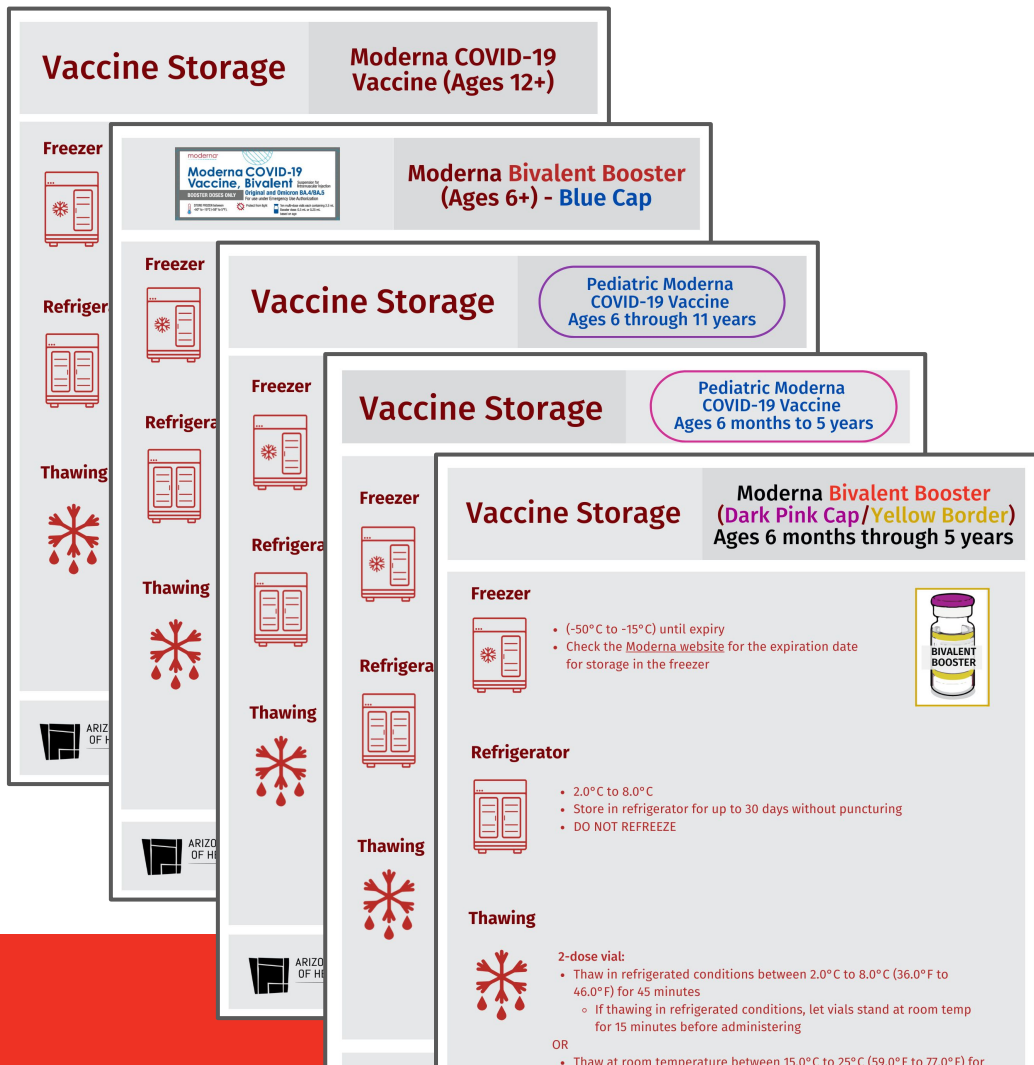 Vaccine Storage
Moderna COVID-19
Vaccine (Ages 12+)
Freezer
Thawing
moderna
Moderna COVID-19
Vaccine, Bivalent
BOOSTER DOSES ONLY
Original and Omicron BA.4/BA.5
For use under Emergency Use Authorization
Moderna Bivalent Booster
(Ages 6+) - Blue Cap
Freezer
Thawing
Vaccine Storage
Pediatric Moderna
COVID-19 Vaccine
Ages 6 through 11 years
Freezer
Thawing
Vaccine Storage
Pediatric Moderna
COVID-19 Vaccine
Ages 6 months to 5 years
Freezer
Thawing
Vaccine Storage
Moderna Bivalent Booster
(Dark Pink Cap/Yellow Border)
Ages 6 months through 5 years
Freezer
• (-50°C to -15°C) until expiry
• Check the Moderna website for the expiration date
for storage in the freezer
BIVALENT
BOOSTER
Refrigerator
• 2.0°C to 8.0°C
• Store in refrigerator for up to 30 days without puncturing
• DO NOT REFREEZE
Thawing
2-dose vial:
• Thaw in refrigerated conditions between 2.0°C to 8.0°C (36.0°F to
46.0°F) for 45 minutes
◦ If thawing in refrigerated conditions, let vials stand at room temp
for 15 minutes before administering
OR
• Thaw at room temperature between 15.0°C to 25°C (59.0°F to 77.0°F) for